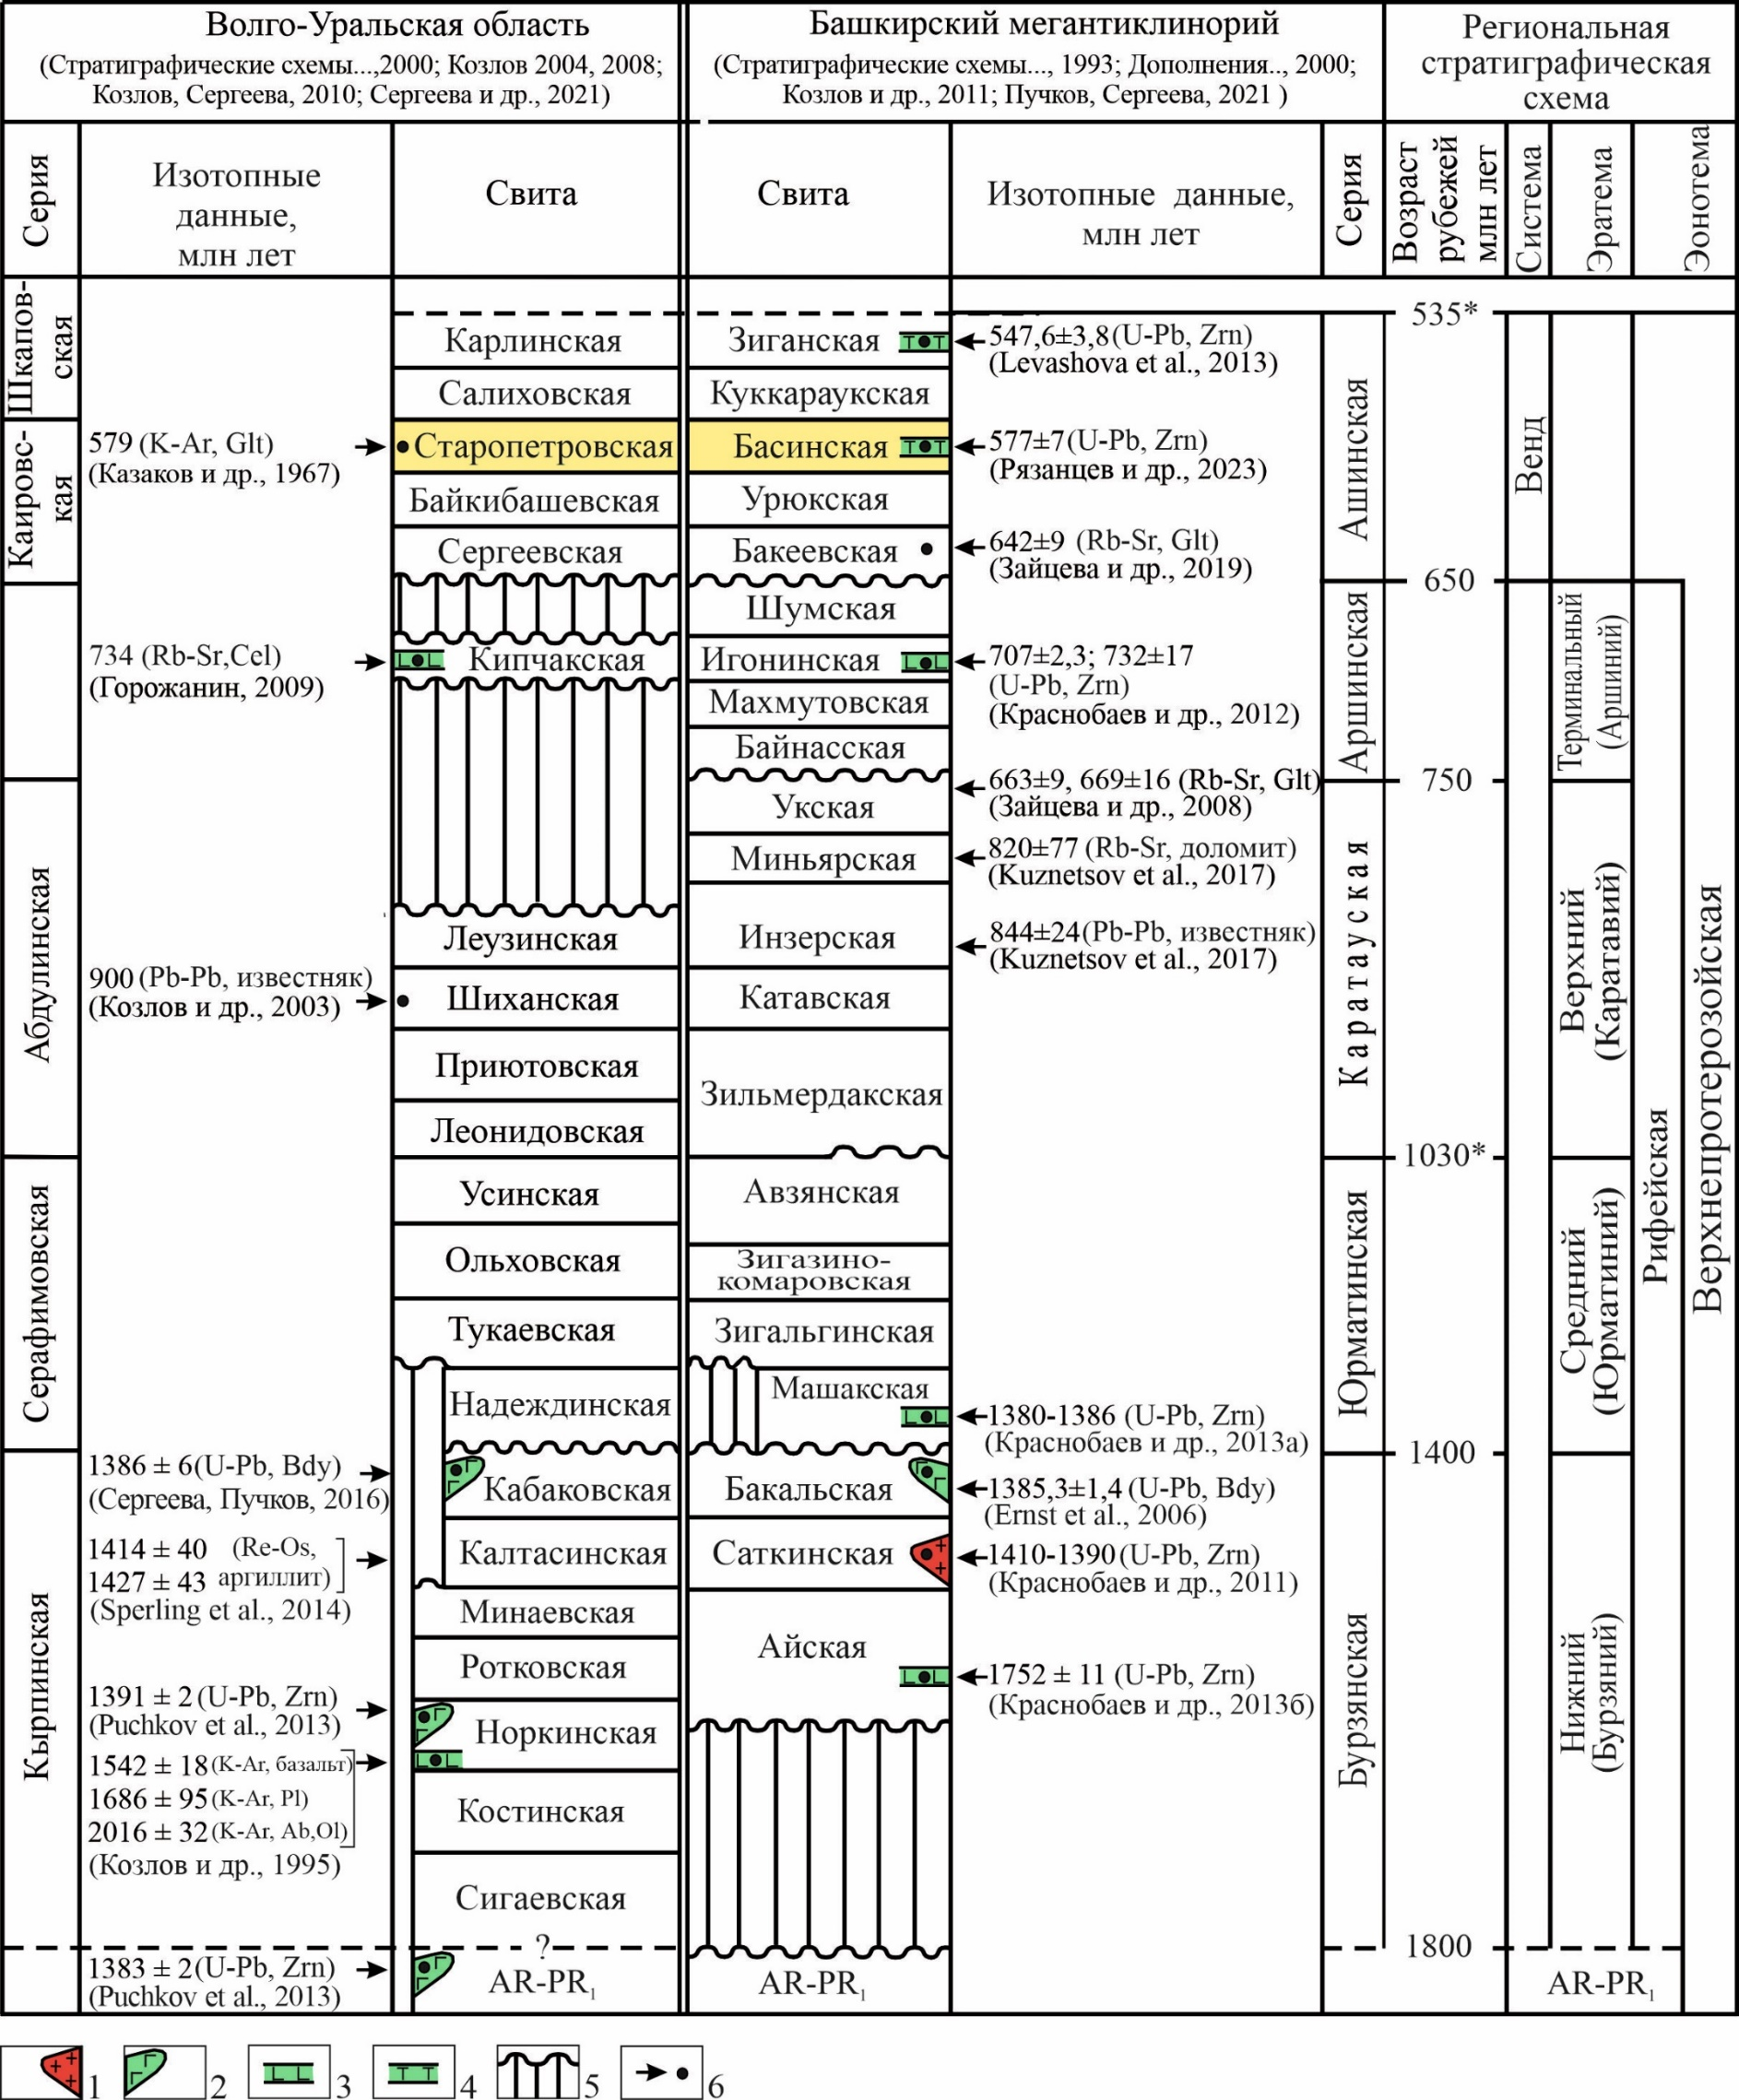 Волго-Уральская область
(Стратиграфические схемы...,2000; Козлов 2004, 2008;
Козлов, Сергеева, 2010; Сергеева и др., 2021)
Башкирский мегантиклинорий
(Стратиграфические схемы..., 1993; Дополнения.., 2000;
Козлов и др., 2011; Пучков, Сергеева, 2021 )
Региональная
стратиграфическая
схема
Серия
Изотопные
данные,
млн лет
Свита
Свита
Изотопные данные,
млн лет
Серия
Возраст
рубежей
млн лет
Система
Эратема
Эонотема
Шкапов-
ская
Каировс-
кая
Абдулинская
Серафимовская
Кырпинская
579 (K-Ar, Glt)
(Казаков и др., 1967)
734 (Rb-Sr,Cel)
(Горожанин, 2009)
900 (Pb-Pb, известняк)
(Козлов и др., 2003)
1386 ± 6(U-Pb, Bdy)
(Сергеева, Пучков, 2016)
1414 ± 40 (Re-Os,
1427 ± 43 аргиллит)
(Sperling et al., 2014)
1391 ± 2(U-Pb, Zrn)
(Puchkov et al., 2013)
1542 ± 18(K-Ar, базальт)
1686 ± 95(K-Ar, Pl)
2016 ± 32(K-Ar, Ab,Ol)
(Козлов и др., 1995)
1383 ± 2(U-Pb, Zrn)
(Puchkov et al., 2013)
Карлинская
Салиховская
Старопетровская
Байкибашевская
Сергеевская
Кипчакская
Леузинская
Шиханская
Приютовская
Леонидовская
Усинская
Ольховская
Тукаевская
Надеждинская
Кабаковская
Калтасинская
Минаевская
Ротковская
Норкинская
Костинская
Сигаевская
?
AR-PR1
Зиганская
Куккараукская
Басинская
Урюкская
Бакеевская
Шумская
Игонинская
Махмутовская
Байнасская
Укская
Миньярская
Инзерская
Катавская
Зильмердакская
Авзянская
Зигазино-
комаровская
Зигальгинская
Машакская
Бакальская
Саткинская
Айская
AR-PR1
547,6±3,8(U-Pb, Zrn)
(Levashova et al., 2013)
577±7(U-Pb, Zrn)
(Рязанцев и др., 2023)
642±9 (Rb-Sr, Glt)
(Зайцева и др., 2019)
707±2,3; 732±17
(U-Pb, Zrn)
(Краснобаев и др., 2012)
663±9, 669±16 (Rb-Sr, Glt)
(Зайцева и др., 2008)
820±77 (Rb-Sr, доломит)
(Kuznetsov et al., 2017)
844±24(Pb-Pb, известняк)
(Kuznetsov et al., 2017)
1380-1386 (U-Pb, Zrn)
(Краснобаев и др., 2013а)
1385,3±1,4 (U-Pb, Bdy)
(Ernst et al., 2006)
1410-1390(U-Pb, Zrn)
(Краснобаев и др., 2011)
1752 ± 11 (U-Pb, Zrn)
(Краснобаев и др., 2013б)
Ашинская
Аршинская
Каратауская
Юрматинская
Бурзянская
535*
650
750
1030*
1400
1800
Венд
Терминальный
(Аршиний)
Верхний
(Каратавий)
Средний
(Юрматиний)
Нижний
(Бурзяний)
AR-PR1
Рифейская
Верхнепротерозойская
1
2
3
4
5
6